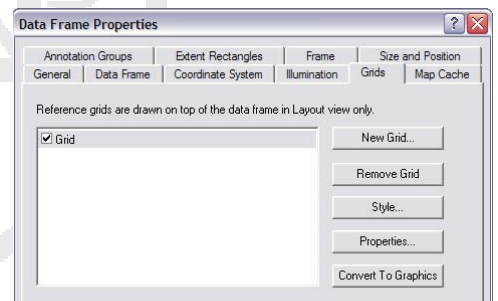 Data Frame Properties
Annotation Groups Extent Rectangles Frame Size and Position
General Data Frame Coordinate System Illumination Grids Map Cache
Reference grids are drawn on top of the data frame in Layout view only.
Grid
New Grid...
Remove Grid
Style...
Properties...
Convert To Graphics